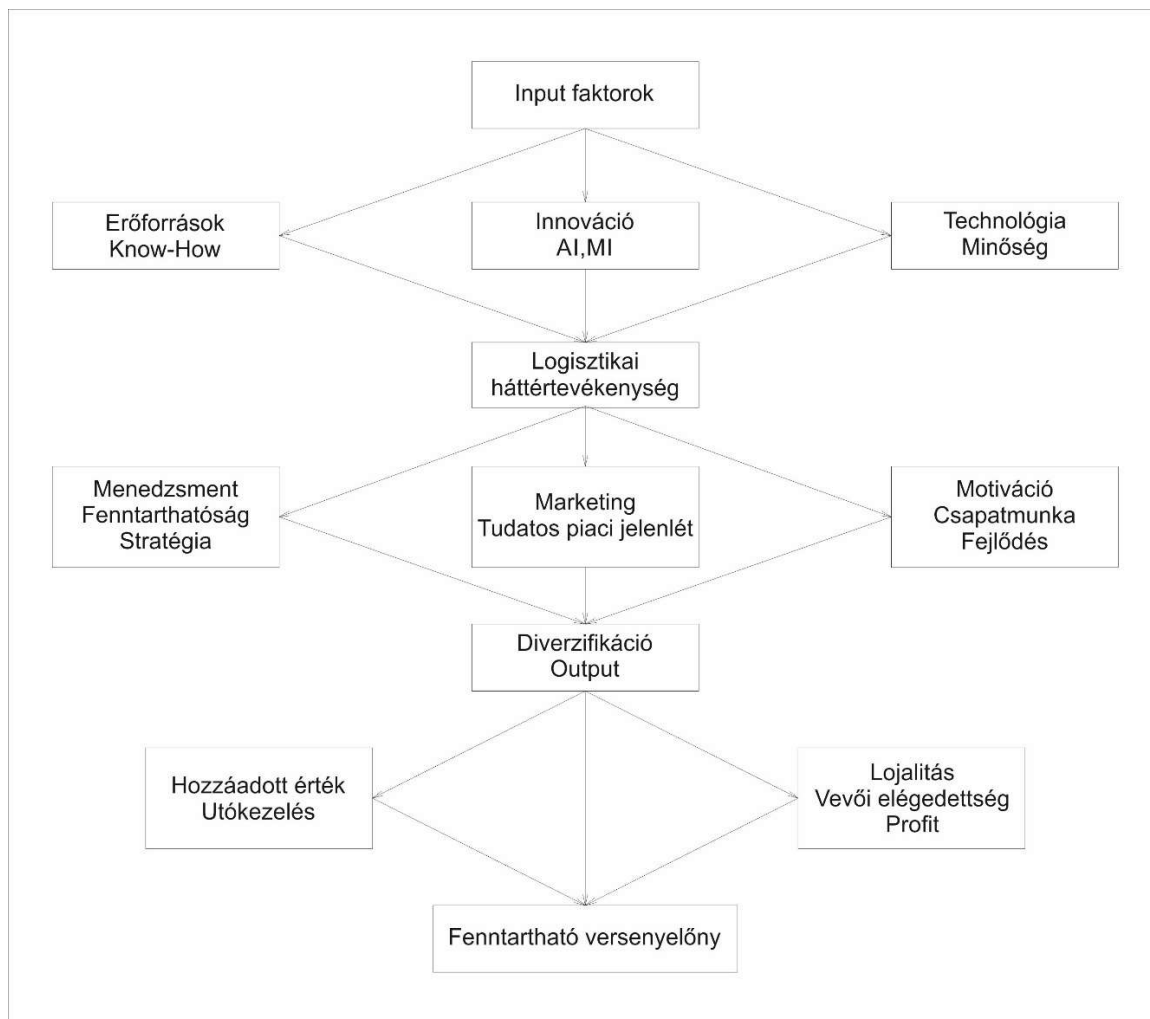 Input faktorok
Erőforrások
Know-How
Innováció
AI,MI
Technológia
Minőség
Logisztikai
háttértevékenység
Menedzsment
Fenntarthatóság
Stratégia
Marketing
Tudatos piaci jelenlét
Motiváció
Csapatmunka
Fejlődés
Diverzifikáció
Output
Hozzáadott érték
Utókezelés
Lojalitás
Vevői elégedettség
Profit
Fenntartható versenyelőny